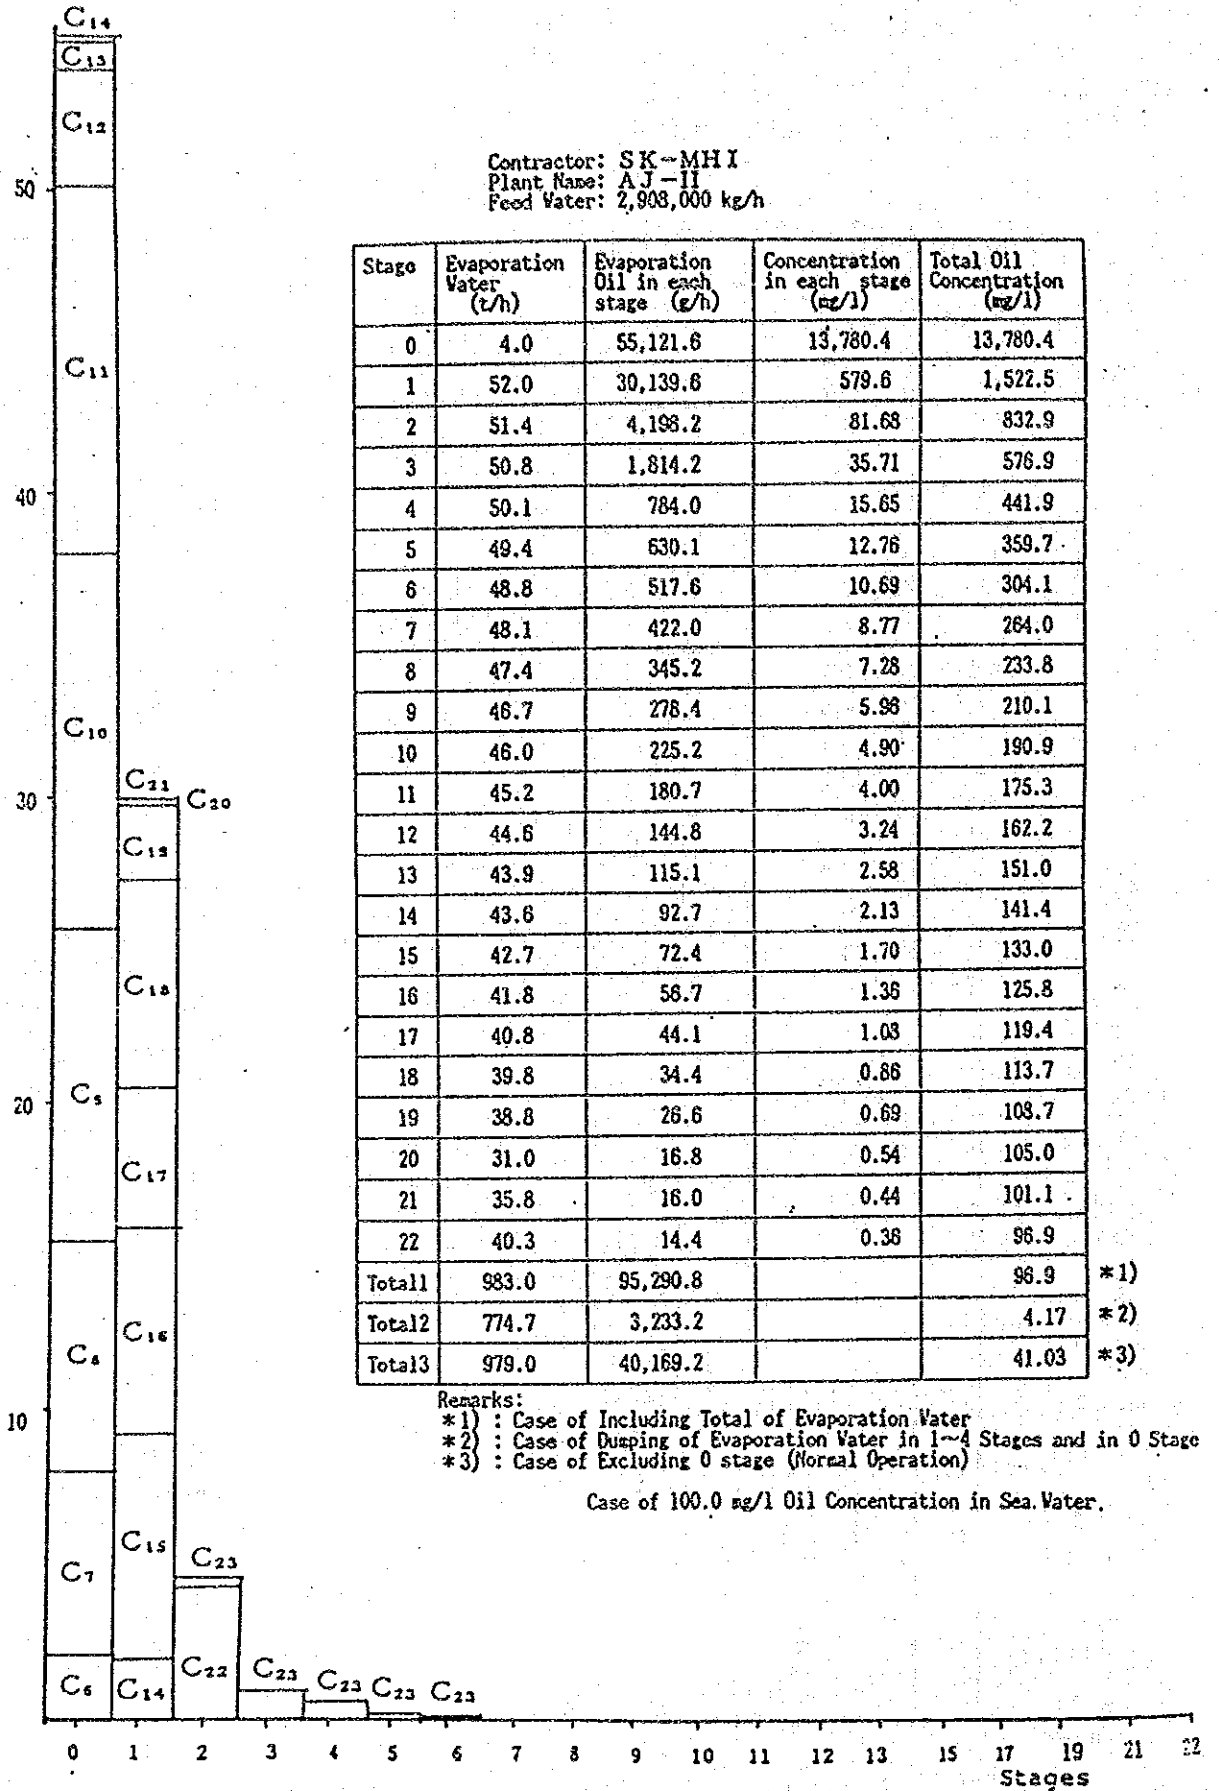 C₁₄
C₁₃
C₁₂
50
Contractor: SK-MHI
Plant Name: AJ-II
Feed Water: 2,908,000 kg/h
Stage Evaporation Water (t/h) Evaporation Oil in each stage (g/h) Concentration in each stage (mg/l) Total Oil Concentration (mg/l)
0 4.0 55,121.6 13,780.4 13,780.4
C₁₁
1 52.0 30,139.6 579.6 1,522.5
2 51.4 4,198.2 81.68 832.9
3 50.8 1,814.2 35.71 576.9
40
4 50.1 784.0 15.65 441.9
5 49.4 630.1 12.76 359.7
6 48.8 517.6 10.69 304.1
7 48.1 422.0 8.77 264.0
8 47.4 345.2 7.28 233.8
9 46.7 278.4 5.96 210.1
C₁₀
10 46.0 225.2 4.90 190.9
C₂₁
30
C₂₀
11 45.2 180.7 4.00 175.3
12 44.6 144.8 3.24 162.2
C₁₉
13 43.9 115.1 2.58 151.0
14 43.6 92.7 2.13 141.4
15 42.7 72.4 1.70 133.0
C₁₈
16 41.8 56.7 1.36 125.8
17 40.8 44.1 1.08 119.4
18 39.8 34.4 0.86 113.7
20
C₉
19 38.8 26.6 0.69 108.7
20 31.0 16.8 0.54 105.0
C₁₇
21 35.8 16.0 0.44 101.1
22 40.3 14.4 0.36 96.9
Total1 983.0 95,290.8 96.9 *1)
Total2 774.7 3,233.2 4.17 *2)
C₁₆
C₈
Total3 979.0 40,169.2 41.03 *3)
Remarks:
*1) : Case of Including Total of Evaporation Water
10
*2) : Case of Dumping of Evaporation Water in 1~4 Stages and in 0 Stage
*3) : Case of Excluding 0 stage (Normal Operation)
Case of 100.0 mg/l Oil Concentration in Sea Water.
C₁₅
C₂₃
C₇
C₂₂
C₂₃
C₆
C₁₄
C₂₃ C₂₃ C₂₃
0 1 2 3 4 5 6 7 8 9 10 11 12 13 15 17 19 21 22
Stages